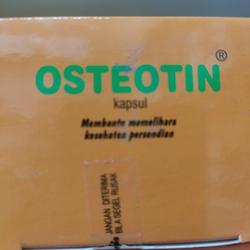 OSTEOTIN®
kapsul
Membantu memelihara
kesehatan persendian
JANGAN DITERIMA
BILA SEGEL RUSAK